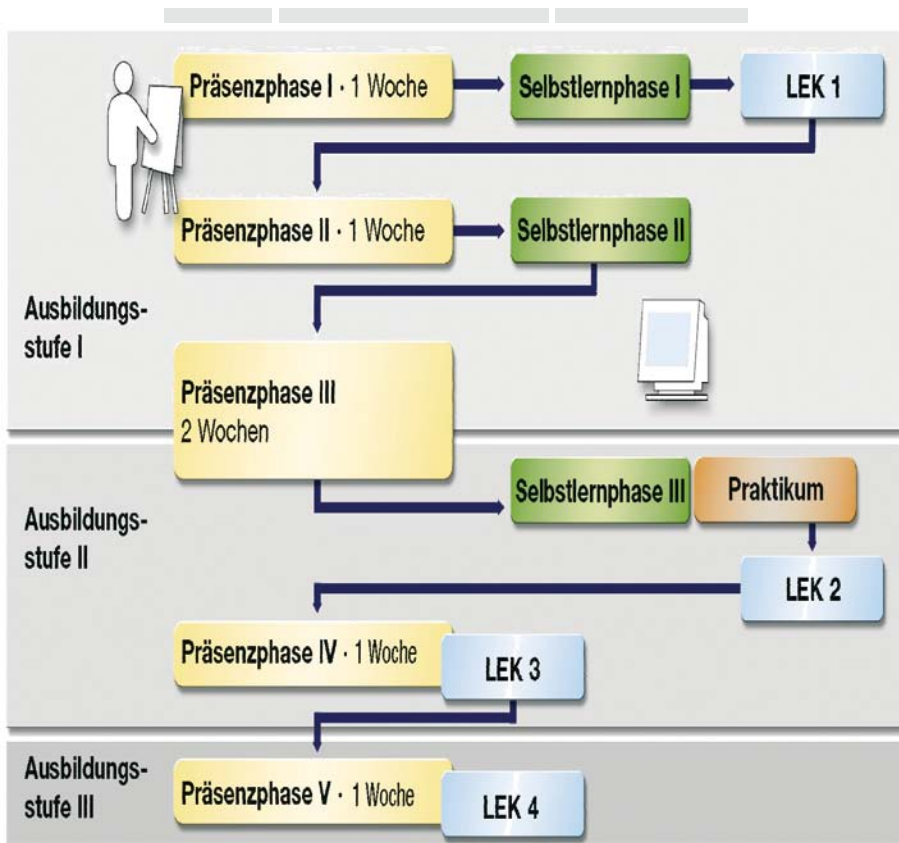 Präsenzphase I · 1 Woche
Selbstlernphase I
LEK 1
Präsenzphase II · 1 Woche
Selbstlernphase II
Ausbildungs-
stufe I
Präsenzphase III
2 Wochen
Selbstlernphase III
Praktikum
Ausbildungs-
stufe II
LEK 2
Präsenzphase IV · 1 Woche
LEK 3
Ausbildungs-
stufe III
Präsenzphase V · 1 Woche
LEK 4